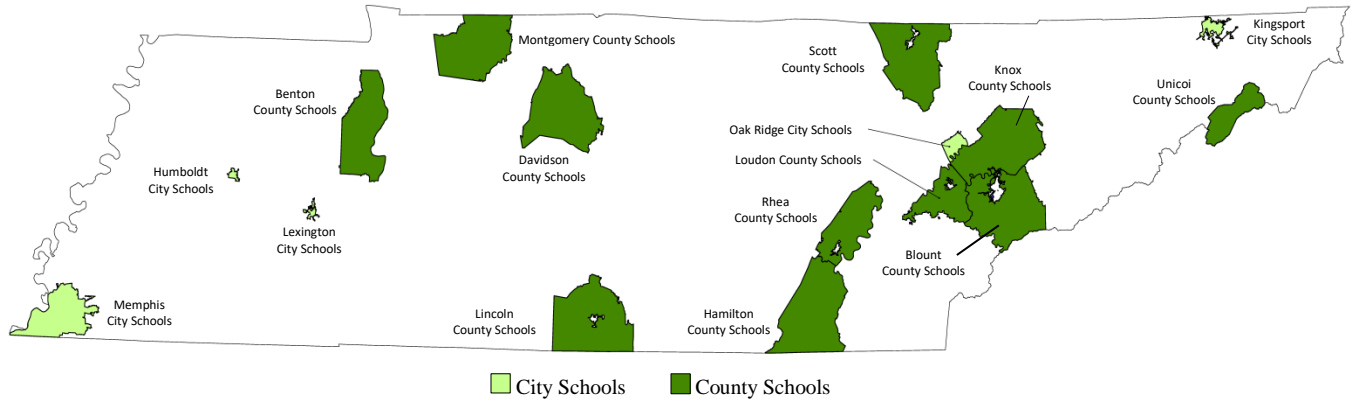 Kingsport
City Schools
Montgomery County Schools
Scott
County Schools
Knox
County Schools
Unicoi
County Schools
Benton
County Schools
Oak Ridge City Schools
Loudon County Schools
Davidson
County Schools
Humboldt
City Schools
Rhea
County Schools
Lexington
City Schools
Blount
County Schools
Memphis
City Schools
Lincoln
County Schools
Hamilton
County Schools
City Schools
County Schools